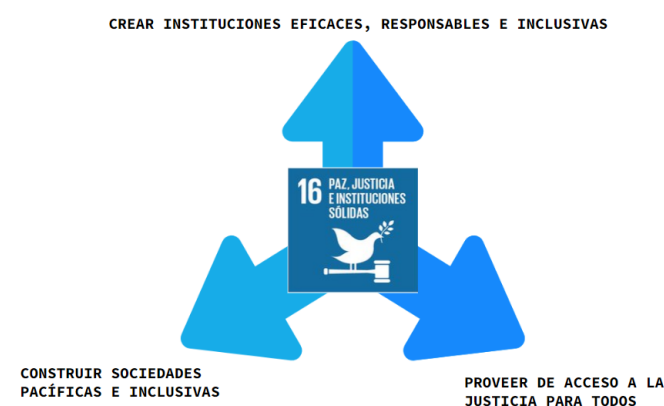 CREAR INSTITUCIONES EFICACES, RESPONSABLES E INCLUSIVAS
16 PAZ, JUSTICIA
E INSTITUCIONES
SÓLIDAS
CONSTRUIR SOCIEDADES
PACÍFICAS E INCLUSIVAS
PROVEER DE ACCESO A LA
JUSTICIA PARA TODOS